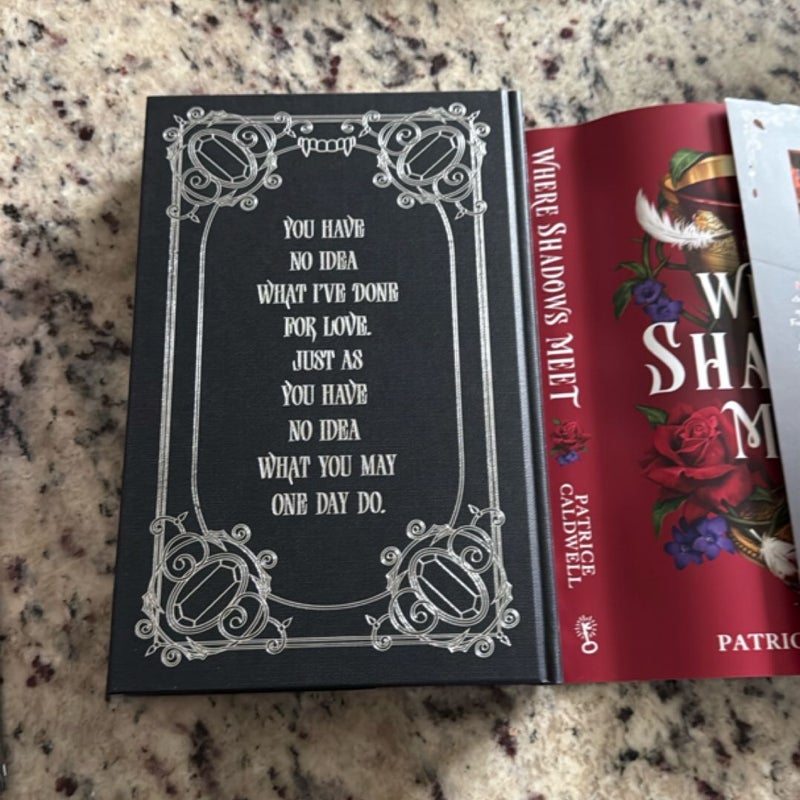 YOU HAVE
NO IDEA
WHAT I'VE DONE
FOR LOVE.
JUST AS
YOU HAVE
NO IDEA
WHAT YOU MAY
ONE DAY DO.
WHERE SHADOWS MEET
PATRICE
CALDWELL
W
SHA
M
PATRIC